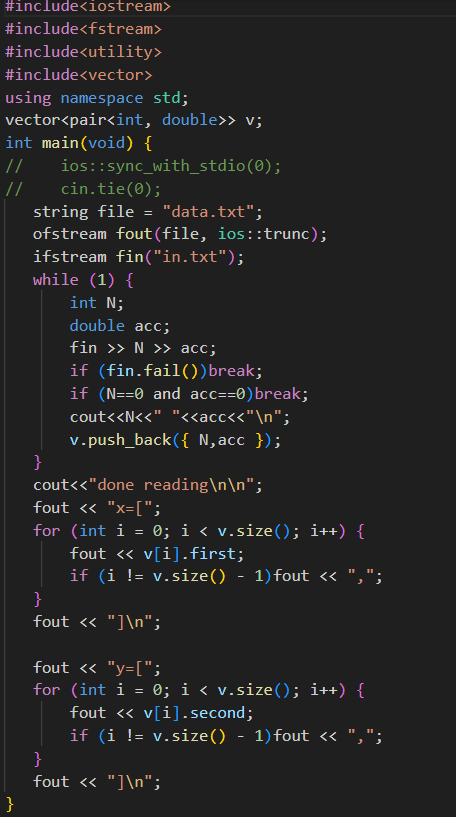 #include<iostream>
#include<fstream>
#include<utility>
#include<vector>
using namespace std;
vector<pair<int, double>> v;
int main(void) {
//    ios::sync_with_stdio(0);
//    cin.tie(0);
    string file = "data.txt";
    ofstream fout(file, ios::trunc);
    ifstream fin("in.txt");
    while (1) {
        int N;
        double acc;
        fin >> N >> acc;
        if (fin.fail())break;
        if (N==0 and acc==0)break;
        cout<<N<<" "<<acc<<"\n";
        v.push_back({ N,acc });
    }
    cout<<"done reading\n\n";
    fout << "x=[";
    for (int i = 0; i < v.size(); i++) {
        fout << v[i].first;
        if (i != v.size() - 1)fout << ",";
    }
    fout << "]\n";

    fout << "y=[";
    for (int i = 0; i < v.size(); i++) {
        fout << v[i].second;
        if (i != v.size() - 1)fout << ",";
    }
    fout << "]\n";
}